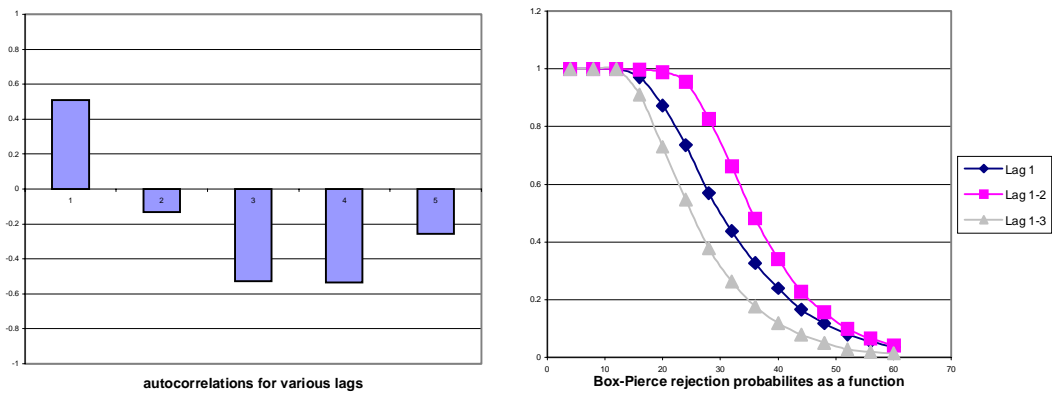 1
0.8
0.6
0.4
0.2
0
-0.2
-0.4
-0.6
-0.8
-1
1 2 3 4 5
autocorrelations for various lags
1.2
1
0.8
0.6
0.4
0.2
0
0 10 20 30 40 50 60 70
Box-Pierce rejection probabilites as a function
Lag 1
Lag 1-2
Lag 1-3